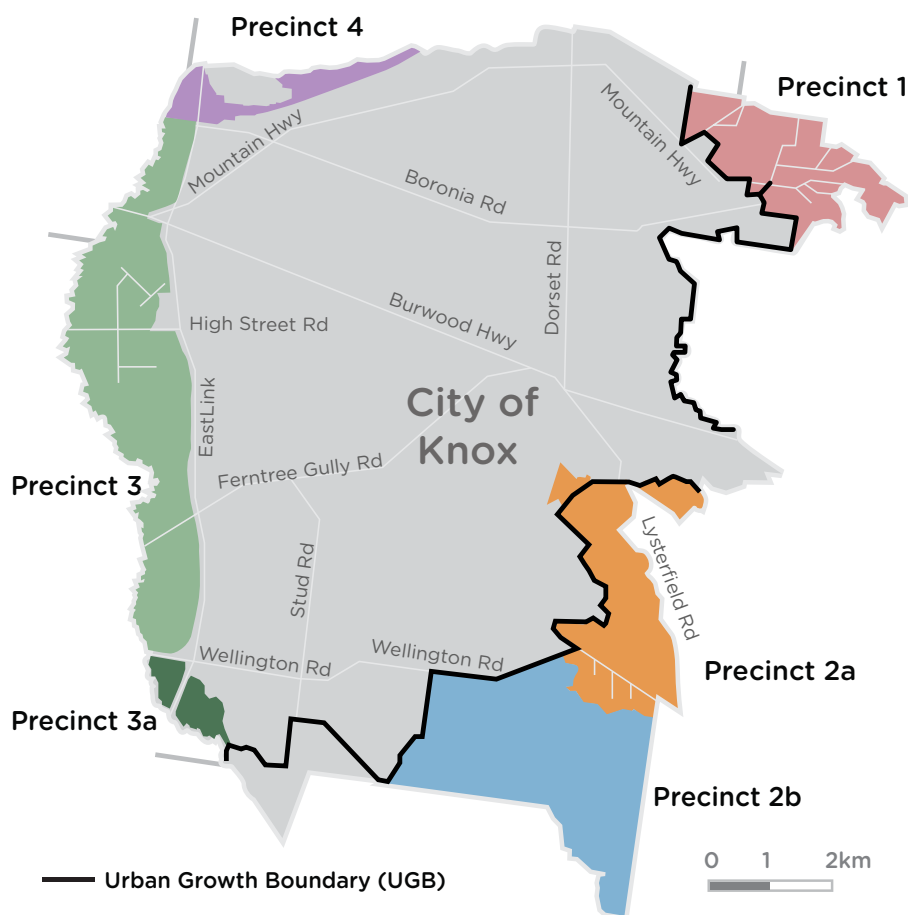 Precinct 4
Precinct 1
Mountain Hwy
Mountain Hwy
Boronia Rd
Dorset Rd
Burwood Hwy
High Street Rd
EastLink
City of
Knox
Ferntree Gully Rd
Precinct 3
Stud Rd
Lysterfield Rd
Wellington Rd
Wellington Rd
Precinct 2a
Precinct 3a
Precinct 2b
0 1 2km
Urban Growth Boundary (UGB)